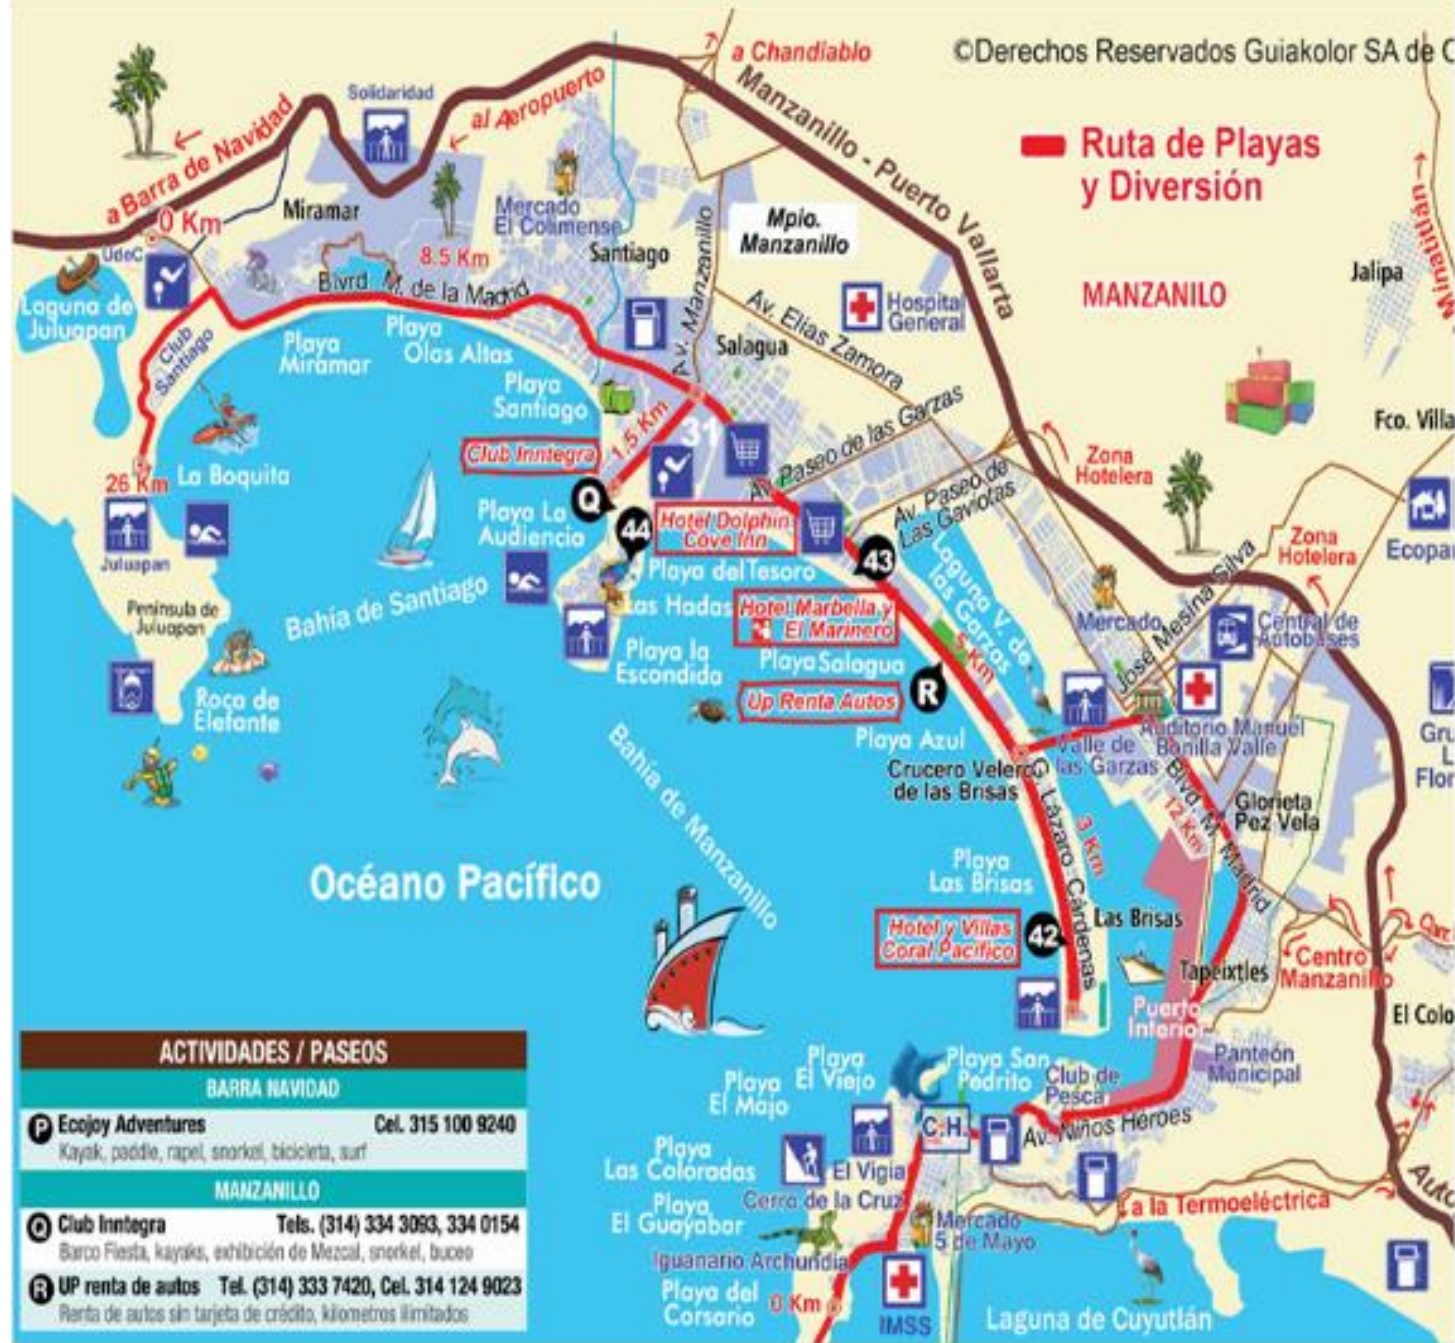 ©Derechos Reservados Guiakolor SA de C
a Chandiablo
Manzanillo - Puerto Vallarta
Ruta de Playas
y Diversión
Solidaridad
al Aeropuerto
a Barra de Navidad
0 Km
UdeC
Miramar
Mercado
El Colimense
8.5 Km
Santiago
Av. Manzanillo
Mpio.
Manzanillo
MANZANILO
Jalipa
Minatitlán
Laguna de
Juluapan
Club
Santiago
Blvrd M. de la Madrid
Playa
Miramar
Playa
Olas Altas
Playa
Santiago
Salagua
Av. Elias Zamora
Hospital
General
Fco. Villa
Club Inntegra
1.5 Km
31
Av. Paseo de las Garzas
Av. Paseo de
Las Gaviotas
Zona
Hotelera
La Boquita
26 Km
Juluapan
Q
44
Playa La
Audiencia
Hotel Dolphin
Cove Inn
43
Zona
Hotelera
Ecopar
Bahía de Santiago
Playa del Tesoro
Las Hadas
Hotel Marbella y
El Marinero
Laguna V. de
las Garzas
Mercado
José Mesina Silva
Central de
Autobuses
Península de
Juluapan
Roca de
Elefante
Playa la
Escondida
Playa Salagua
5 Km
Up Renta Autos
R
Playa Azul
Crucero Velero
de las Brisas
Valle de
las Garzas
Auditorio Manuel
Bonilla Valle
Gru
L
Flor
Bahía de Manzanillo
C. Lázaro Cárdenas
3 Km
Blvd. M. Madrid
12 Km
Glorieta
Pez Vela
Océano Pacífico
Playa
Las Brisas
Hotel y Villas
Coral Pacífico
42
Las Brisas
Tapeixtles
Centro
Manzanillo
Puerto
Interior
El Colo
Playa
El Viejo
Playa
El Majo
Playa San
Pedrito
Club de
Pesca
Panteón
Municipal
C.H.
Av. Niños Héroes
Playa
Las Coloradas
El Vigia
Cerro de la Cruz
Playa
El Guayabar
Mercado
5 de Mayo
a la Termoeléctrica
Iguanario Archundia
Playa del
Corsario
0 Km
IMSS
Laguna de Cuyutlán
ACTIVIDADES / PASEOS
BARRA NAVIDAD
P Ecojoy Adventures Cel. 315 100 9240
Kayak, paddle, rapel, snorkel, bicicleta, surf
MANZANILLO
Q Club Inntegra Tels. (314) 334 3093, 334 0154
Barco Fiesta, kayaks, exhibición de Mezcal, snorkel, buceo
R UP renta de autos Tel. (314) 333 7420, Cel. 314 124 9023
Renta de autos sin tarjeta de crédito, kilometros ilimitados